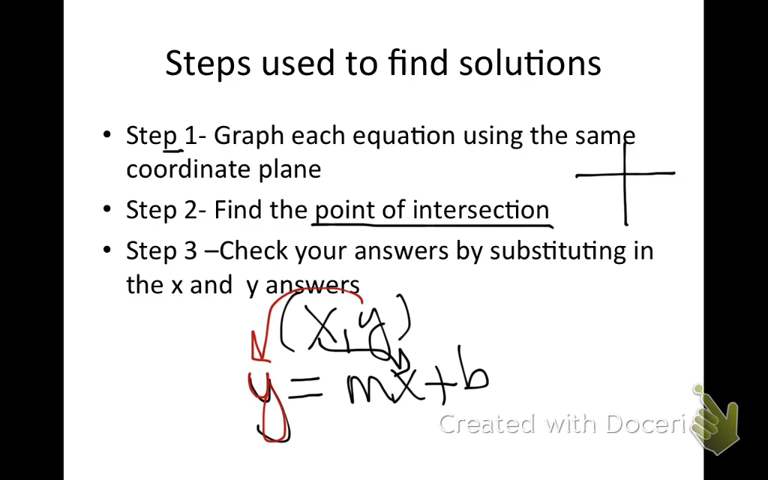 Steps used to find solutions
• Step 1- Graph each equation using the same
coordinate plane
• Step 2- Find the point of intersection
• Step 3 –Check your answers by substituting in
the x and y answers
(x, y)
y = mx + b
Created with Doceri